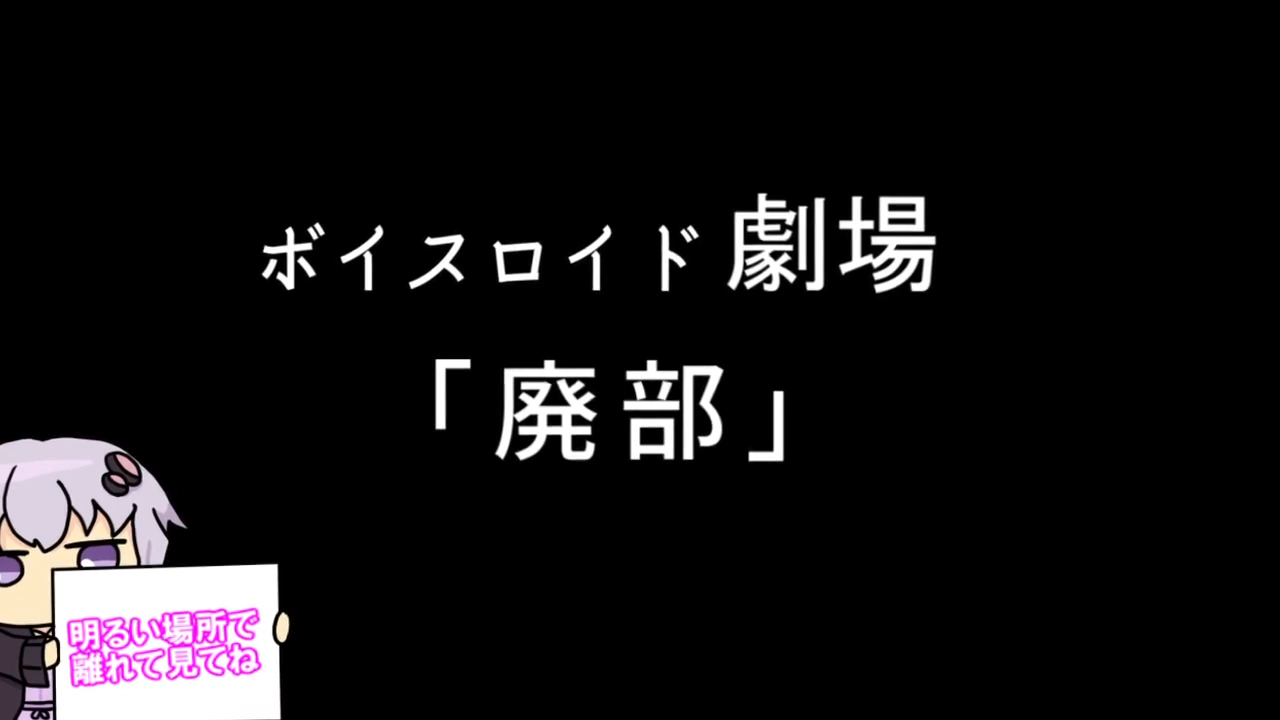 ボイスロイド劇場
「廃部」
明るい場所で
離れて見てね